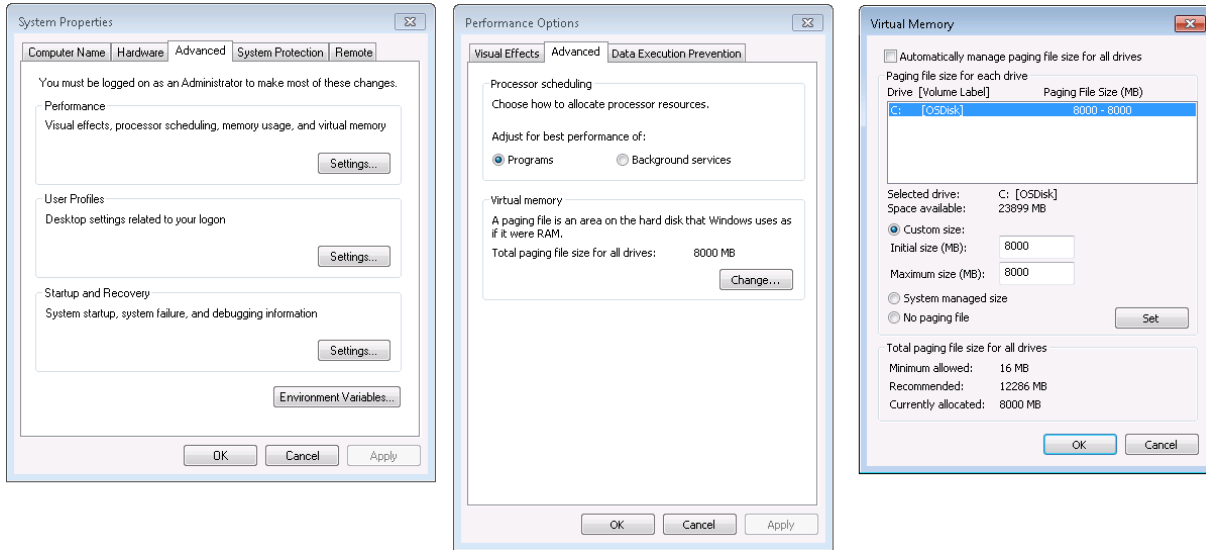 System Properties
Computer Name Hardware Advanced System Protection Remote
You must be logged on as an Administrator to make most of these changes.
Performance
Visual effects, processor scheduling, memory usage, and virtual memory
Settings...
User Profiles
Desktop settings related to your logon
Settings...
Startup and Recovery
System startup, system failure, and debugging information
Settings...
Environment Variables...
OK Cancel Apply
Performance Options
Visual Effects Advanced Data Execution Prevention
Processor scheduling
Choose how to allocate processor resources.
Adjust for best performance of:
Programs Background services
Virtual memory
A paging file is an area on the hard disk that Windows uses as
if it were RAM.
Total paging file size for all drives: 8000 MB
Change...
OK Cancel Apply
Virtual Memory
Automatically manage paging file size for all drives
Paging file size for each drive
Drive [Volume Label] Paging File Size (MB)
C: [OSDisk] 8000 - 8000
Selected drive: C: [OSDisk]
Space available: 23899 MB
Custom size:
Initial size (MB): 8000
Maximum size (MB): 8000
System managed size
No paging file Set
Total paging file size for all drives
Minimum allowed: 16 MB
Recommended: 12286 MB
Currently allocated: 8000 MB
OK Cancel